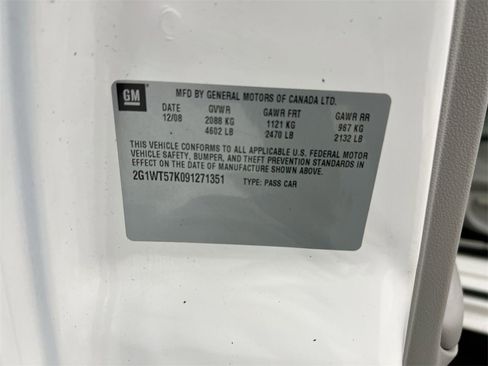 GM
MFD BY GENERAL MOTORS OF CANADA LTD.
DATE GVWR GAWR FRT GAWR RR
12/08 2088 KG 1121 KG 967 KG
4602 LB 2470 LB 2132 LB
THIS VEHICLE CONFORMS TO ALL APPLICABLE U.S. FEDERAL MOTOR
VEHICLE SAFETY, BUMPER, AND THEFT PREVENTION STANDARDS IN
EFFECT ON THE DATE OF MANUFACTURE SHOWN ABOVE.
2G1WT57K091271351 TYPE: PASS CAR